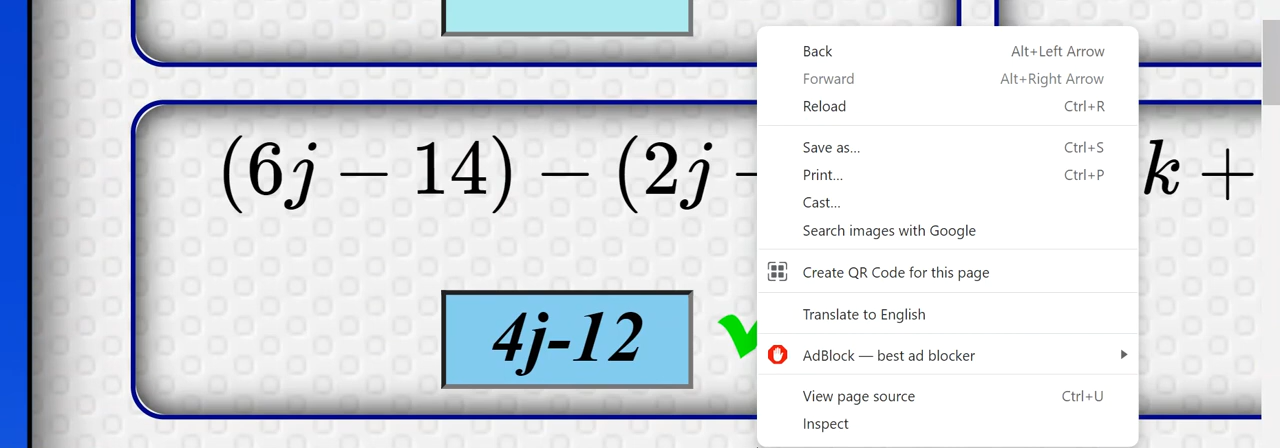 Back Alt+Left Arrow
Forward Alt+Right Arrow
Reload Ctrl+R
(6j − 14) − (2j − k +
Save as... Ctrl+S
Print... Ctrl+P
Cast...
Search images with Google
Create QR Code for this page
4j-12
Translate to English
AdBlock — best ad blocker
View page source Ctrl+U
Inspect